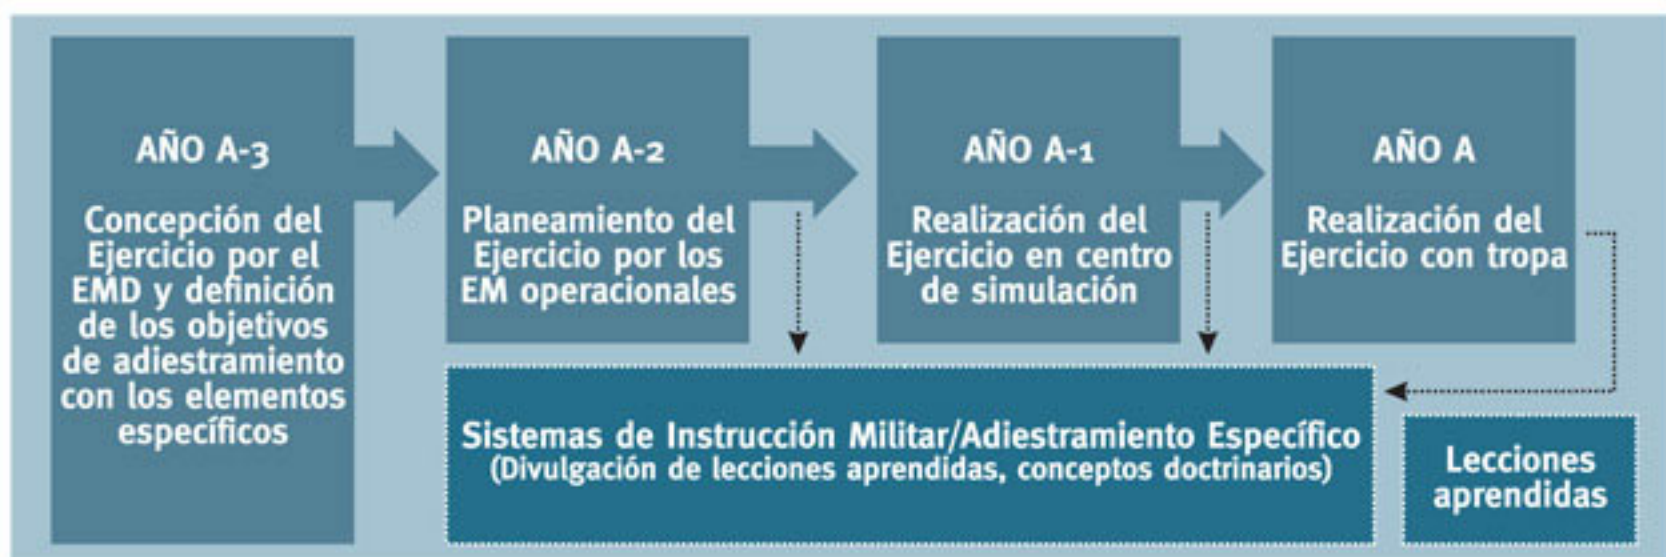 AÑO A-3
Concepción del
Ejercicio por el
EMD y definición
de los objetivos
de adiestramiento
con los elementos
específicos
AÑO A-2
Planeamiento del
Ejercicio por los
EM operacionales
AÑO A-1
Realización del
Ejercicio en centro
de simulación
AÑO A
Realización del
Ejercicio con tropa
Sistemas de Instrucción Militar/Adiestramiento Específico
(Divulgación de lecciones aprendidas, conceptos doctrinarios)
Lecciones
aprendidas